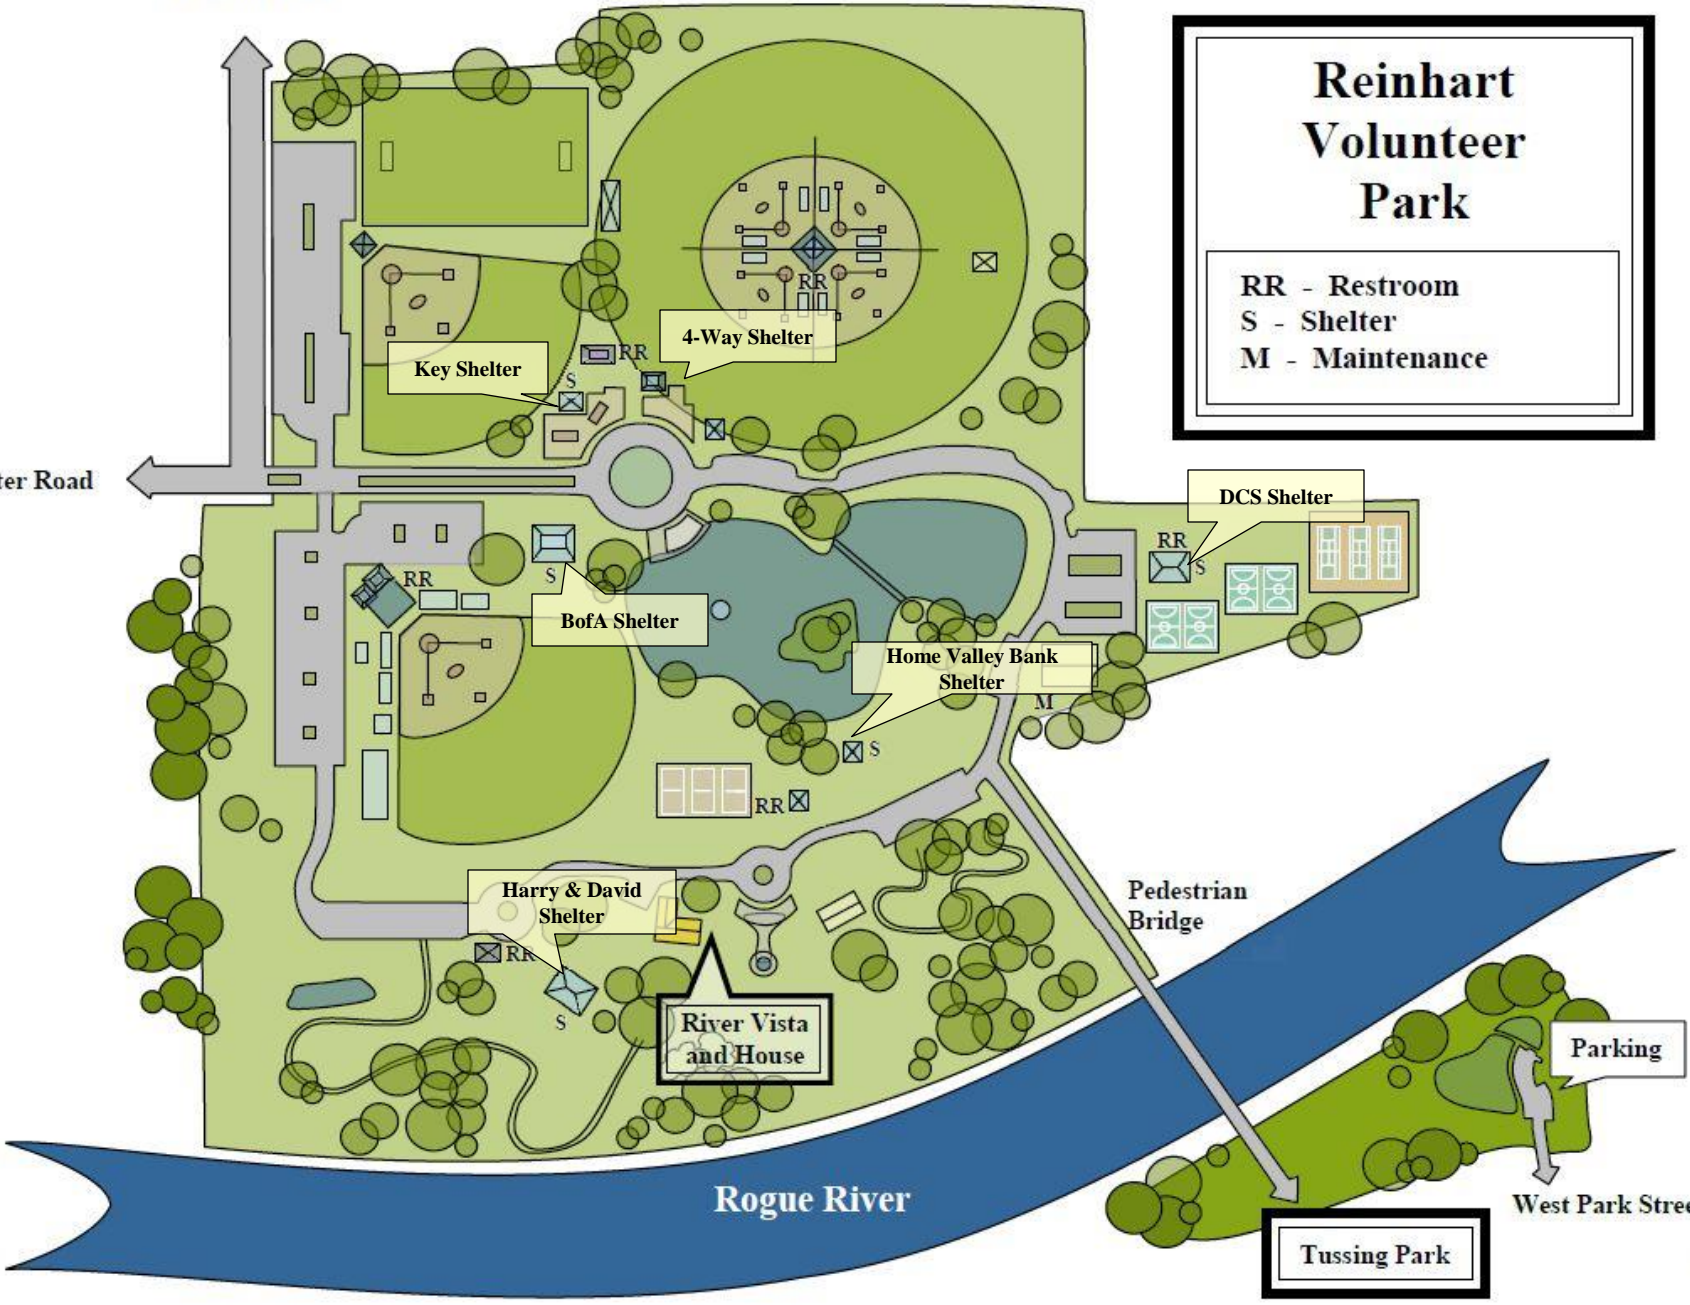 Reinhart
Volunteer
Park
RR - Restroom
S - Shelter
M - Maintenance
RR
4-Way Shelter
RR
Key Shelter
S
ter Road
DCS Shelter
RR
S
RR
S
BofA Shelter
Home Valley Bank
Shelter
M
S
RR
Harry & David
Shelter
RR
S
Pedestrian
Bridge
River Vista
and House
Parking
Rogue River
West Park Stree
Tussing Park